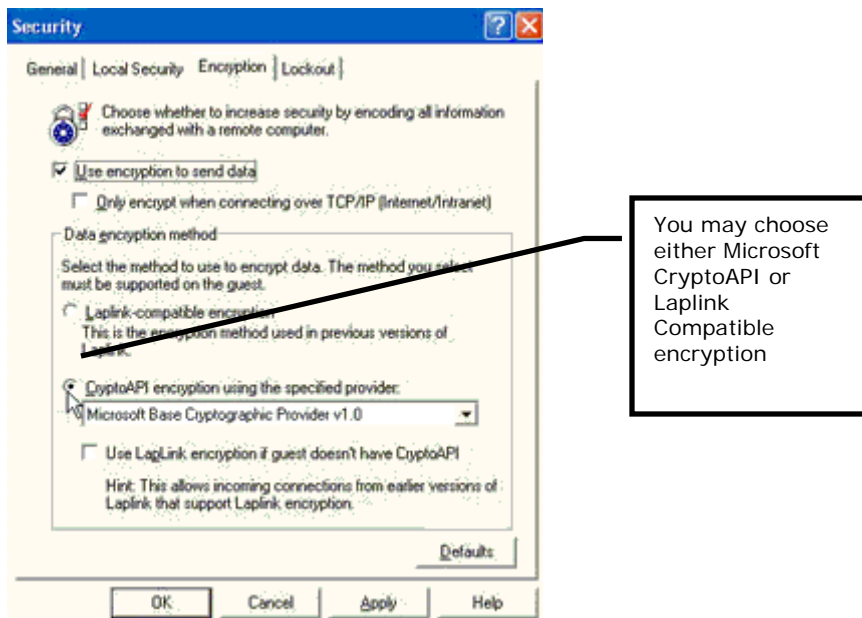 Security
General Local Security Encryption Lockout
Choose whether to increase security by encoding all information
exchanged with a remote computer.
Use encryption to send data
Only encrypt when connecting over TCP/IP (Internet/Intranet)
Data encryption method
Select the method to use to encrypt data. The method you select
must be supported on the guest.
Laplink-compatible encryption
This is the encryption method used in previous versions of
Laplink.
CryptoAPI encryption using the specified provider:
Microsoft Base Cryptographic Provider v1.0
Use LapLink encryption if guest doesn't have CryptoAPI
Hint: This allows incoming connections from earlier versions of
Laplink that support Laplink encryption.
Defaults
OK Cancel Apply Help
You may choose
either Microsoft
CryptoAPI or
Laplink
Compatible
encryption